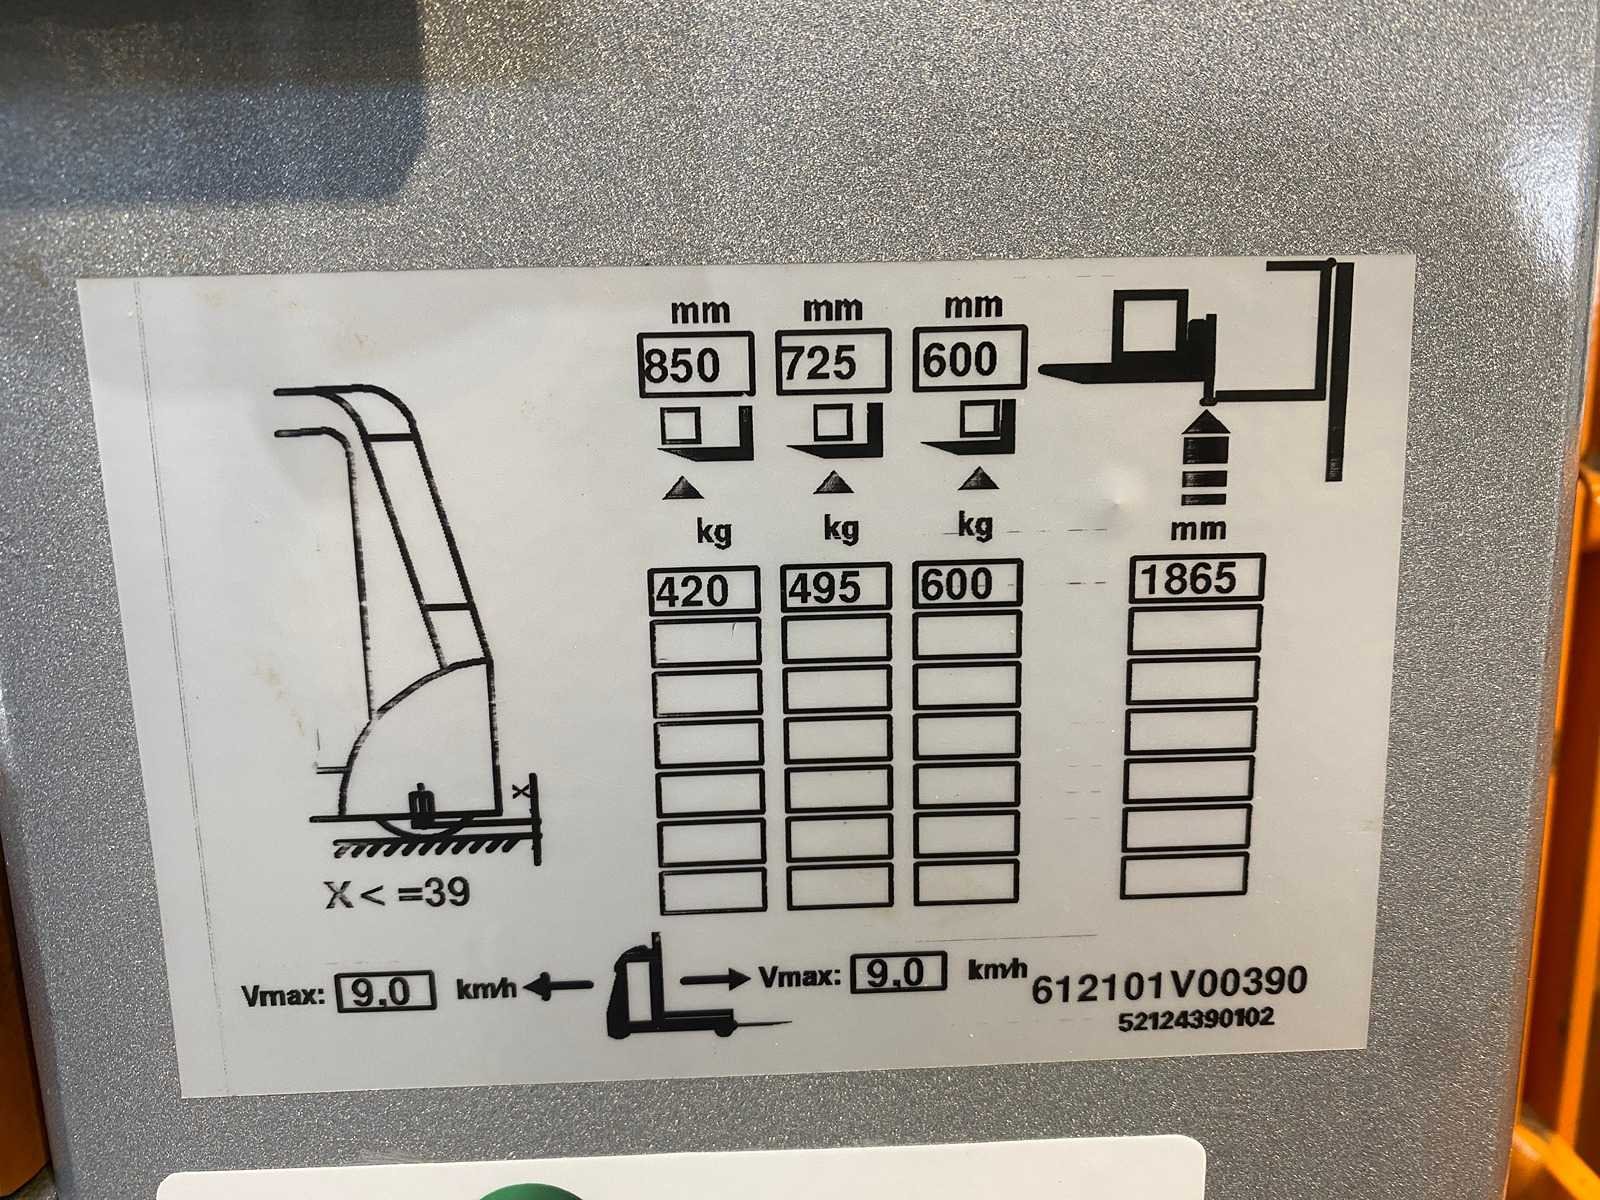 mm mm mm
850 725 600
kg kg kg mm
420 495 600 1865
X
X < =39
Vmax: 9,0 km/h Vmax: 9,0 km/h 612101V00390
52124390102